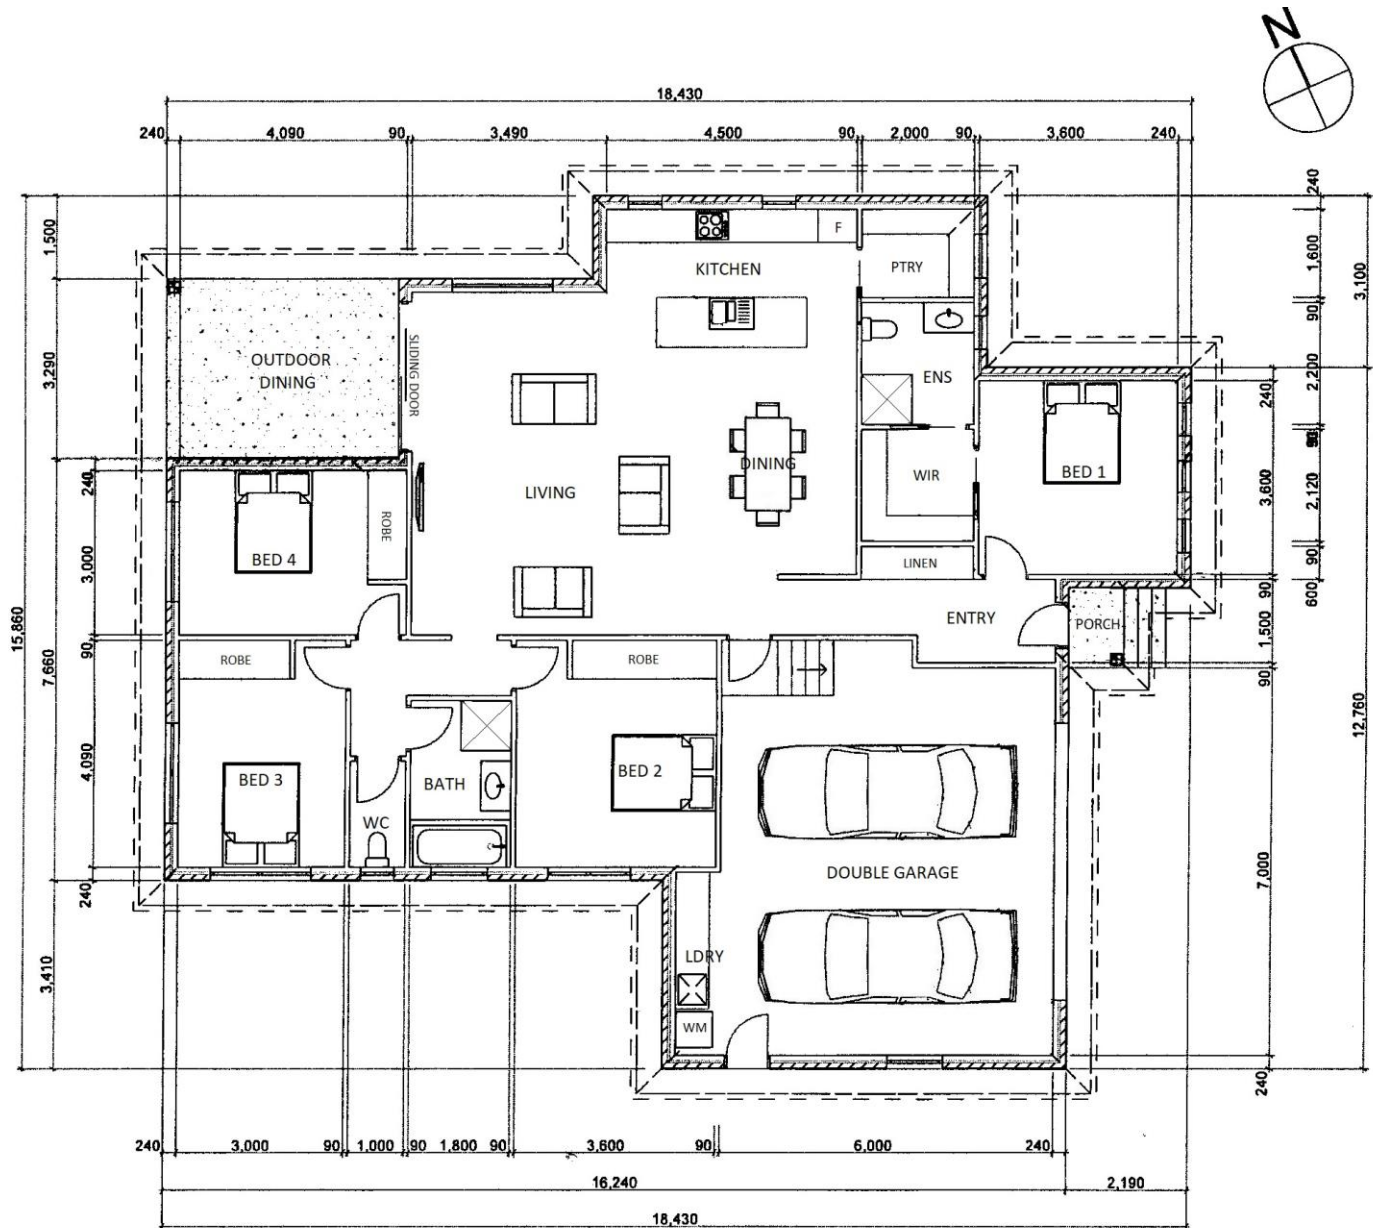 N
18,430
240 4,090 90 3,490 4,500 90 2,000 90 3,600 240
240
1,500
1,600
3,100
F
KITCHEN
PTRY
90
SLIDING DOOR
OUTDOOR
DINING
3,290
ENS
2,200
240
DINING
WIR
BED 1
LIVING
240
90
2,120
3,600
ROBE
BED 4
3,000
LINEN
90
90
600
ENTRY
PORCH
1,500
15,860
90
7,660
ROBE
ROBE
90
12,760
4,090
BED 3
BATH
BED 2
WC
DOUBLE GARAGE
7,000
240
LDRY
3,410
WM
240
240 3,000 90 1,000 90 1,800 90 3,600 90 6,000 240
16,240 2,190
18,430